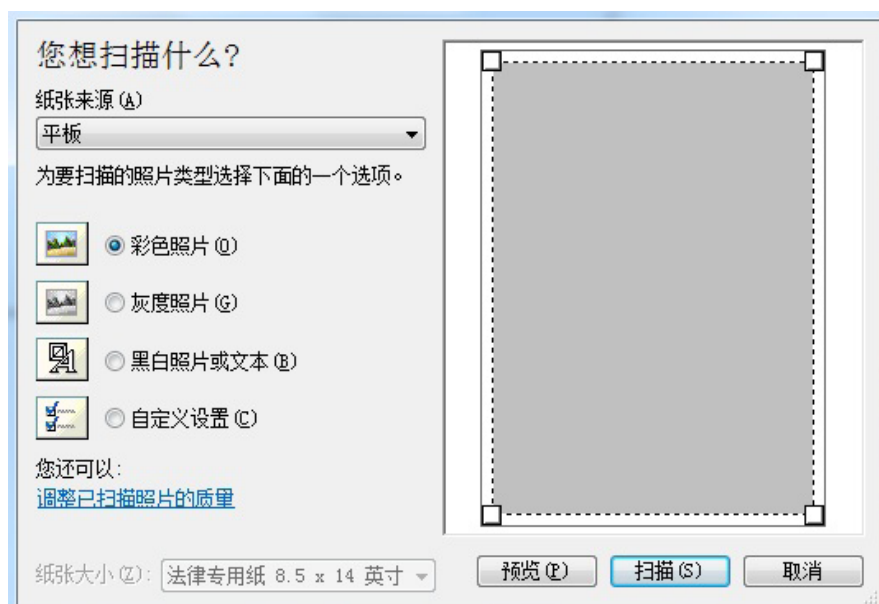 您想扫描什么?
纸张来源(A)
平板
为要扫描的照片类型选择下面的一个选项。
彩色照片(O)
灰度照片(G)
黑白照片或文本(B)
自定义设置(C)
您还可以:
调整已扫描照片的质量
纸张大小(Z): 法律专用纸 8.5 x 14 英寸
预览(P) 扫描(S) 取消